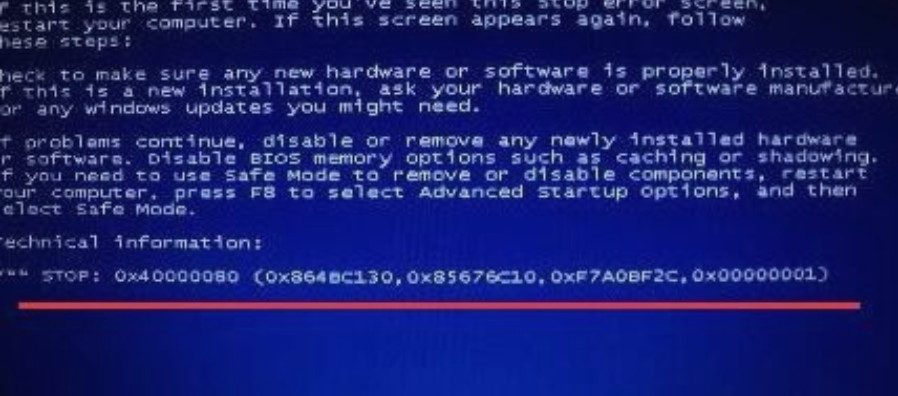 f this is the first time you've seen this Stop error screen,
estart your computer. If this screen appears again, follow
hese steps:
heck to make sure any new hardware or software is properly installed.
f this is a new installation, ask your hardware or software manufactur
or any windows updates you might need.
f problems continue, disable or remove any newly installed hardware
r software. Disable BIOS memory options such as caching or shadowing.
f you need to use Safe Mode to remove or disable components, restart
our computer, press F8 to select Advanced Startup Options, and then
elect Safe Mode.
echnical information:
*** STOP: 0x40000080 (0x864BC130,0x85676C10,0xF7A0BF2C,0x00000001)